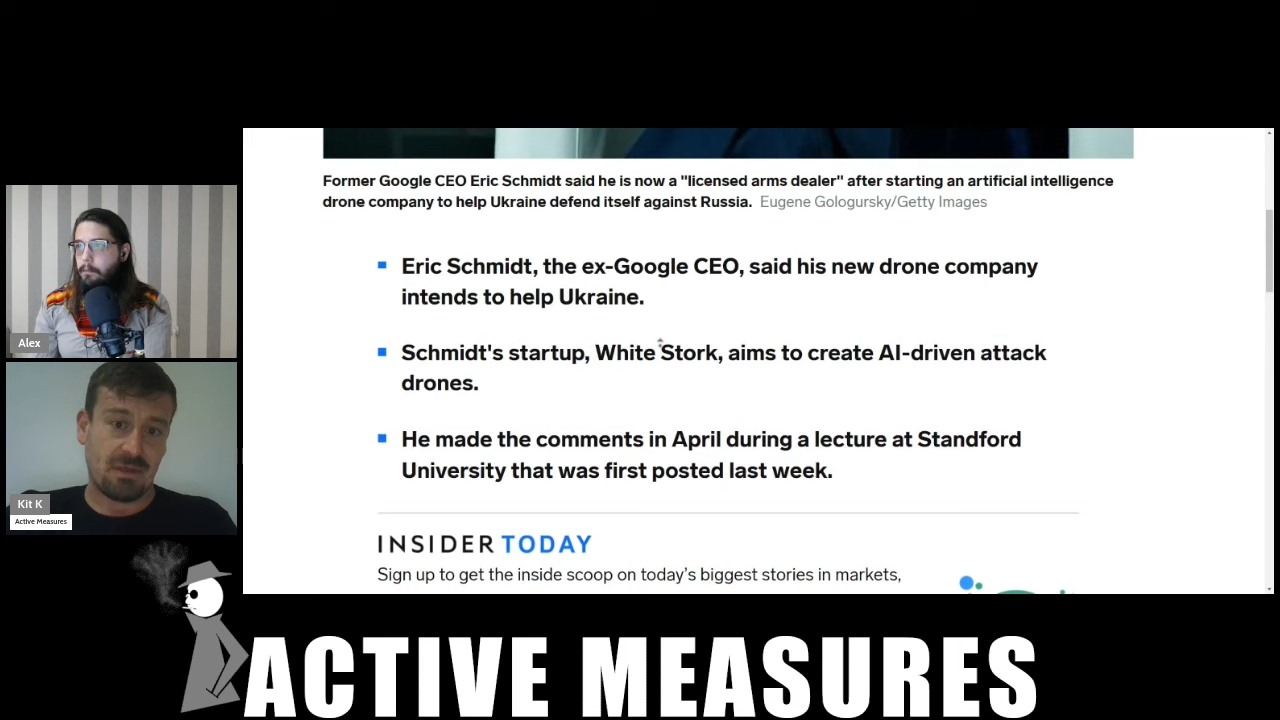 Former Google CEO Eric Schmidt said he is now a "licensed arms dealer" after starting an artificial intelligence
drone company to help Ukraine defend itself against Russia. Eugene Gologursky/Getty Images
Eric Schmidt, the ex-Google CEO, said his new drone company
intends to help Ukraine.
Schmidt's startup, White Stork, aims to create AI-driven attack
drones.
He made the comments in April during a lecture at Standford
University that was first posted last week.
INSIDER TODAY
Sign up to get the inside scoop on today's biggest stories in markets,
Alex
Kit K
Active Measures
ACTIVE MEASURES